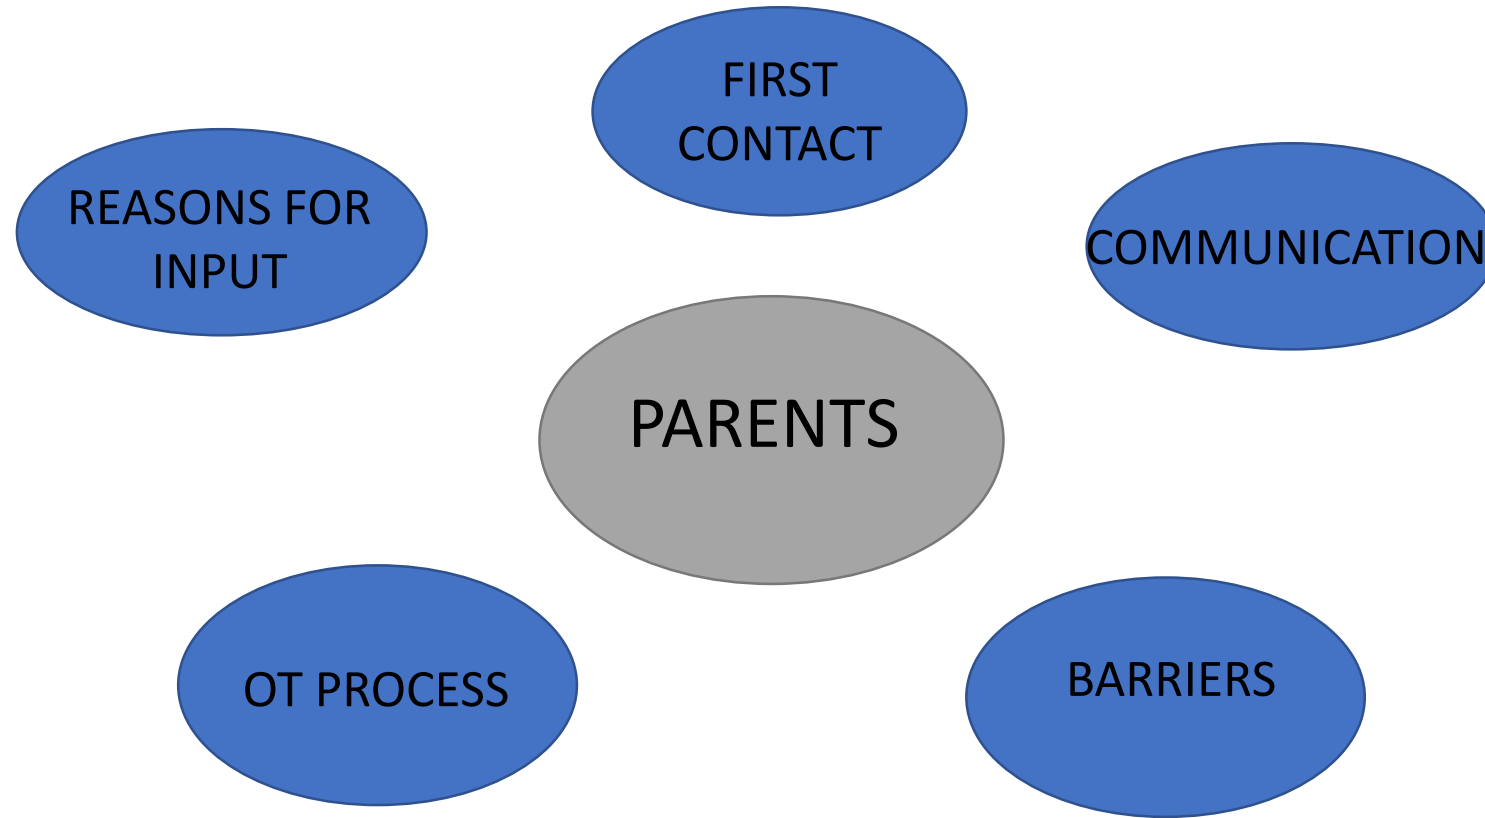 FIRST
CONTACT
REASONS FOR
INPUT
COMMUNICATION
PARENTS
OT PROCESS
BARRIERS